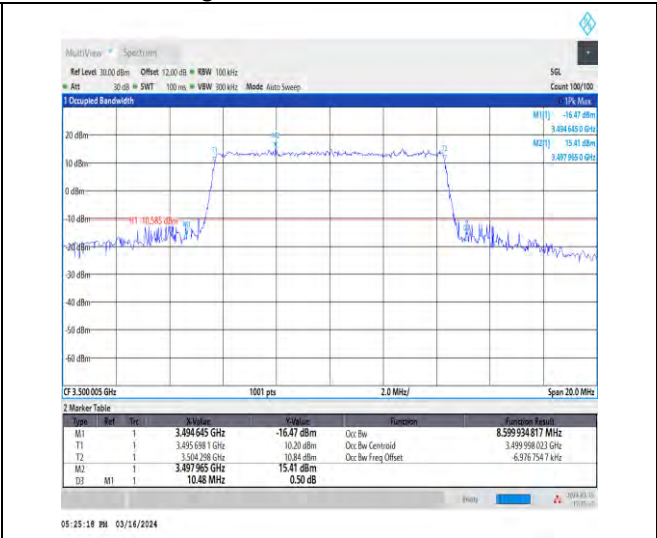 MultiView Spectrum
Ref Level 30.00 dBm Offset 12.00 dB RBW 100 kHz SGL
Att 30 dB SWT 100 ms VBW 300 kHz Mode Auto Sweep Count 100/100
1 Occupied Bandwidth 1Pk Max
M1[1] -16.47 dBm
3.494 645 0 GHz
M2[1] 15.41 dBm
3.497 965 0 GHz
20 dBm
10 dBm
0 dBm
-10 dBm
H1 -10.585 dBm
-20 dBm
-30 dBm
-40 dBm
-50 dBm
-60 dBm
T1
M2
T2
M1
CF 3.500 005 GHz 1001 pts 2.0 MHz/ Span 20.0 MHz
2 Marker Table
Type Ref Trc X-Value Y-Value Function Function Result
M1 1 3.494 645 GHz -16.47 dBm Occ Bw 8.599 934 817 MHz
T1 1 3.495 698 1 GHz 10.20 dBm Occ Bw Centroid 3.499 998 023 GHz
T2 1 3.504 298 GHz 10.84 dBm Occ Bw Freq Offset -6.976 754 7 kHz
M2 1 3.497 965 GHz 15.41 dBm
D3 M1 1 10.48 MHz 0.50 dB
Ready
05:25:18 PM 03/16/2024